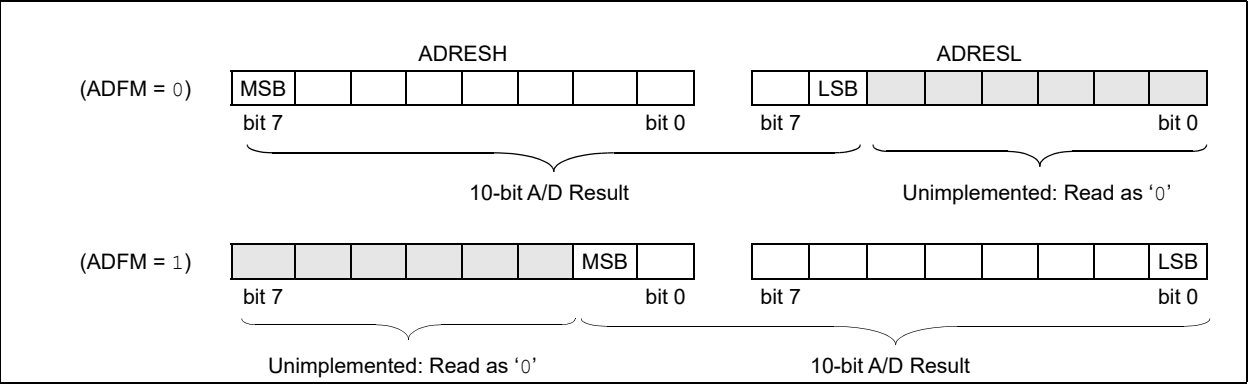 ADRESH ADRESL
(ADFM = 0) MSB LSB
bit 7 bit 0 bit 7 bit 0
10-bit A/D Result Unimplemented: Read as ‘0’
(ADFM = 1) MSB LSB
bit 7 bit 0 bit 7 bit 0
Unimplemented: Read as ‘0’ 10-bit A/D Result